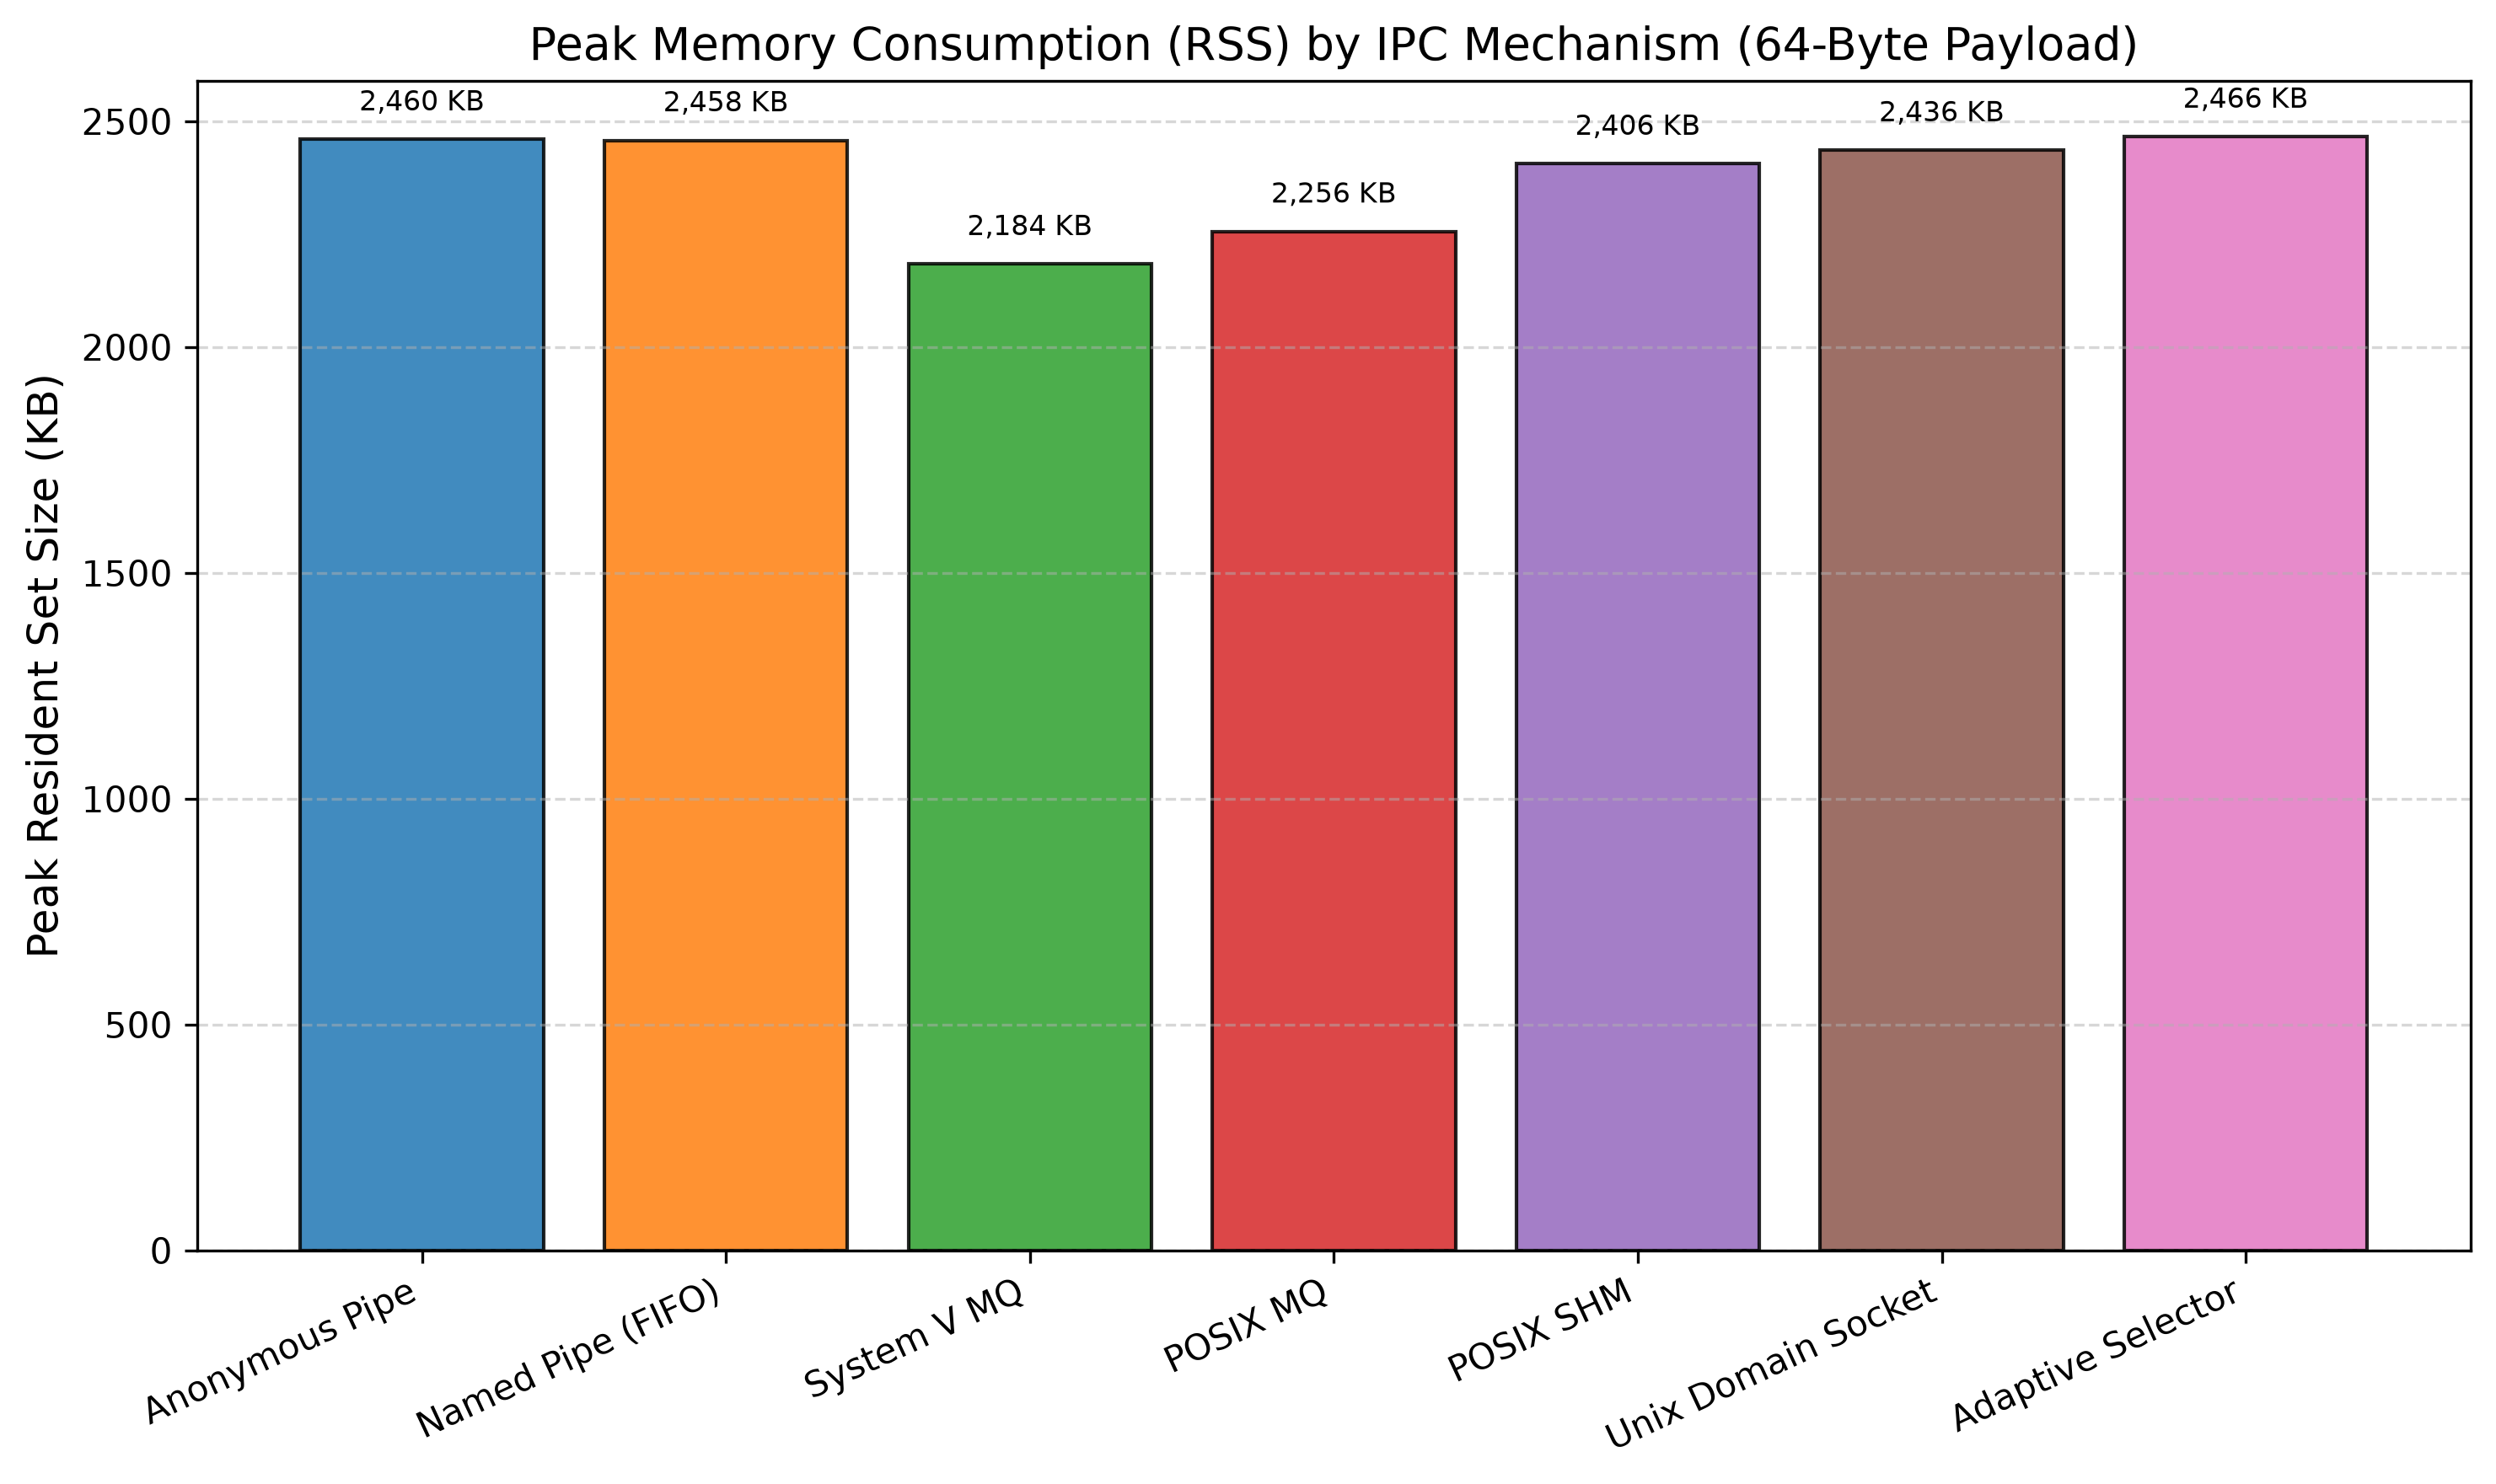 Peak Memory Consumption (RSS) by IPC Mechanism (64-Byte Payload)
Peak Resident Set Size (KB)
2500
2000
1500
1000
500
0
2,460 KB
2,458 KB
2,184 KB
2,256 KB
2,406 KB
2,436 KB
2,466 KB
Anonymous Pipe
Named Pipe (FIFO)
System V MQ
POSIX MQ
POSIX SHM
Unix Domain Socket
Adaptive Selector